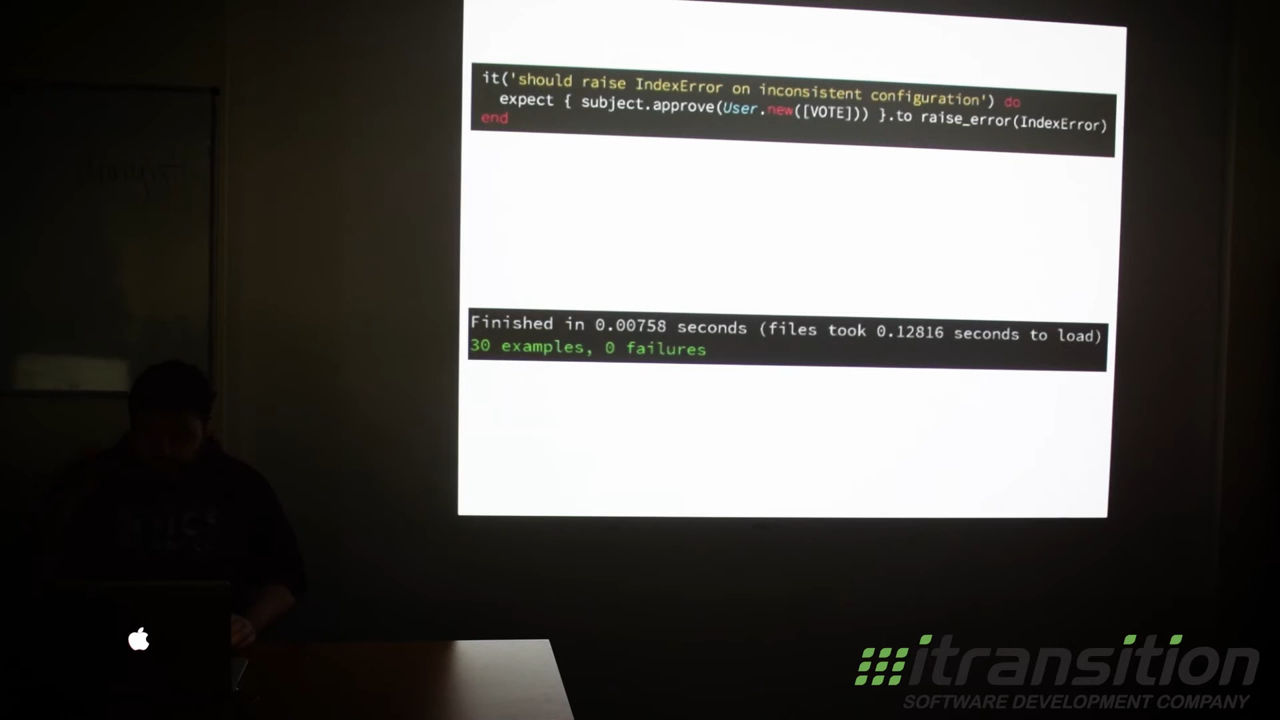 it('should raise IndexError on inconsistent configuration') do
expect { subject.approve(User.new([VOTE])) }.to raise_error(IndexError)
end
Finished in 0.00758 seconds (files took 0.12816 seconds to load)
30 examples, 0 failures
itransition
SOFTWARE DEVELOPMENT COMPANY